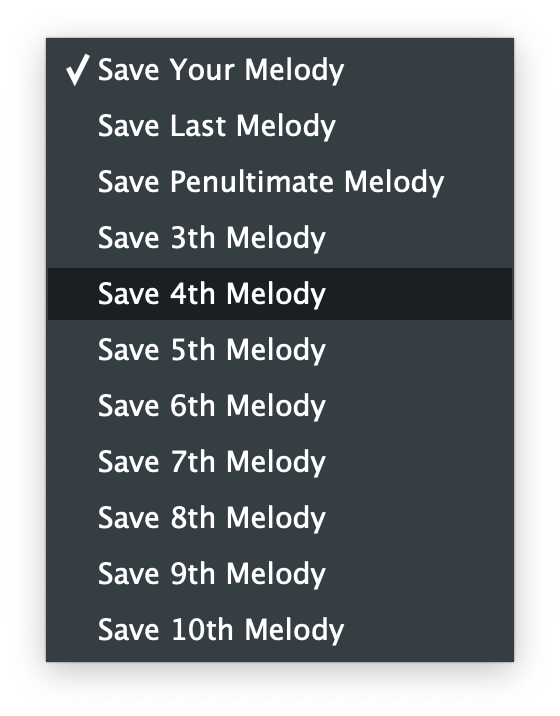 ✓ Save Your Melody
Save Last Melody
Save Penultimate Melody
Save 3th Melody
Save 4th Melody
Save 5th Melody
Save 6th Melody
Save 7th Melody
Save 8th Melody
Save 9th Melody
Save 10th Melody